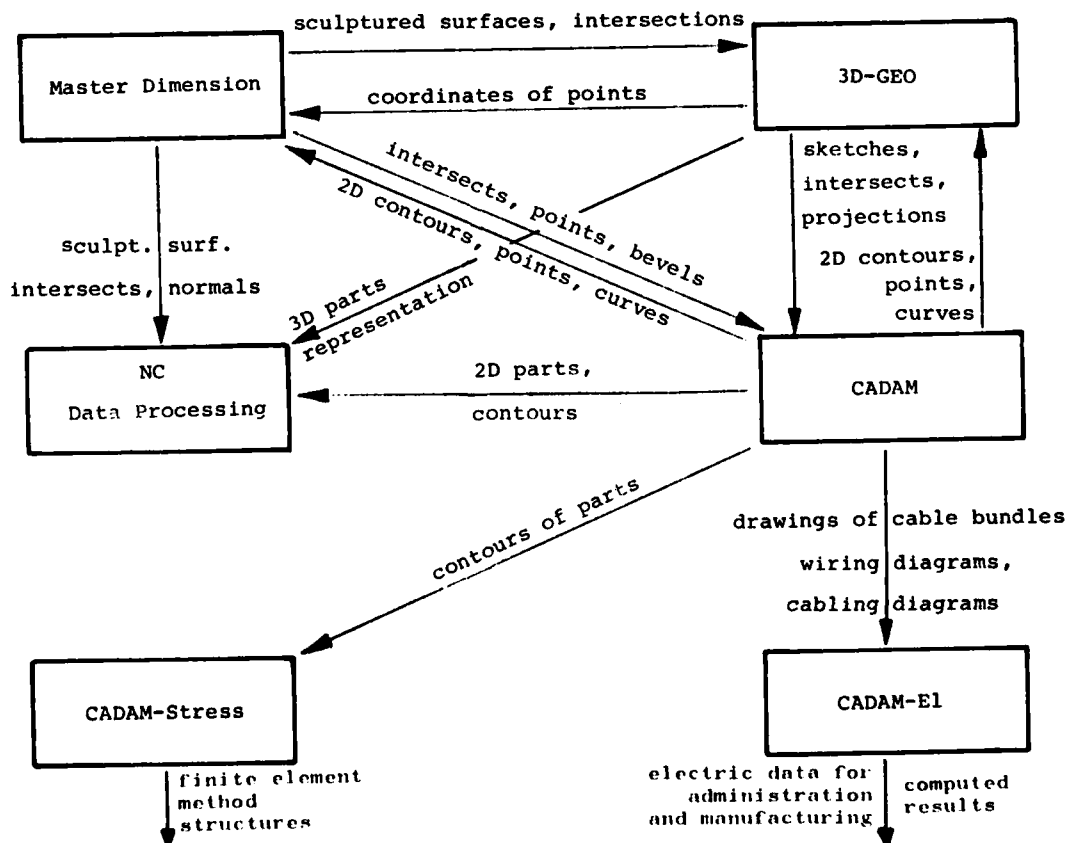 sculptured surfaces, intersections
Master Dimension
3D-GEO
coordinates of points
intersects, points, bevels
2D contours, points, curves
sketches,
intersects,
projections
sculpt. surf.
intersects, normals
2D contours,
points,
curves
3D parts
representation
NC
Data Processing
2D parts,
contours
CADAM
contours of parts
drawings of cable bundles
wiring diagrams,
cabling diagrams
CADAM-Stress
CADAM-El
finite element
method
structures
electric data for
administration
and manufacturing
computed
results